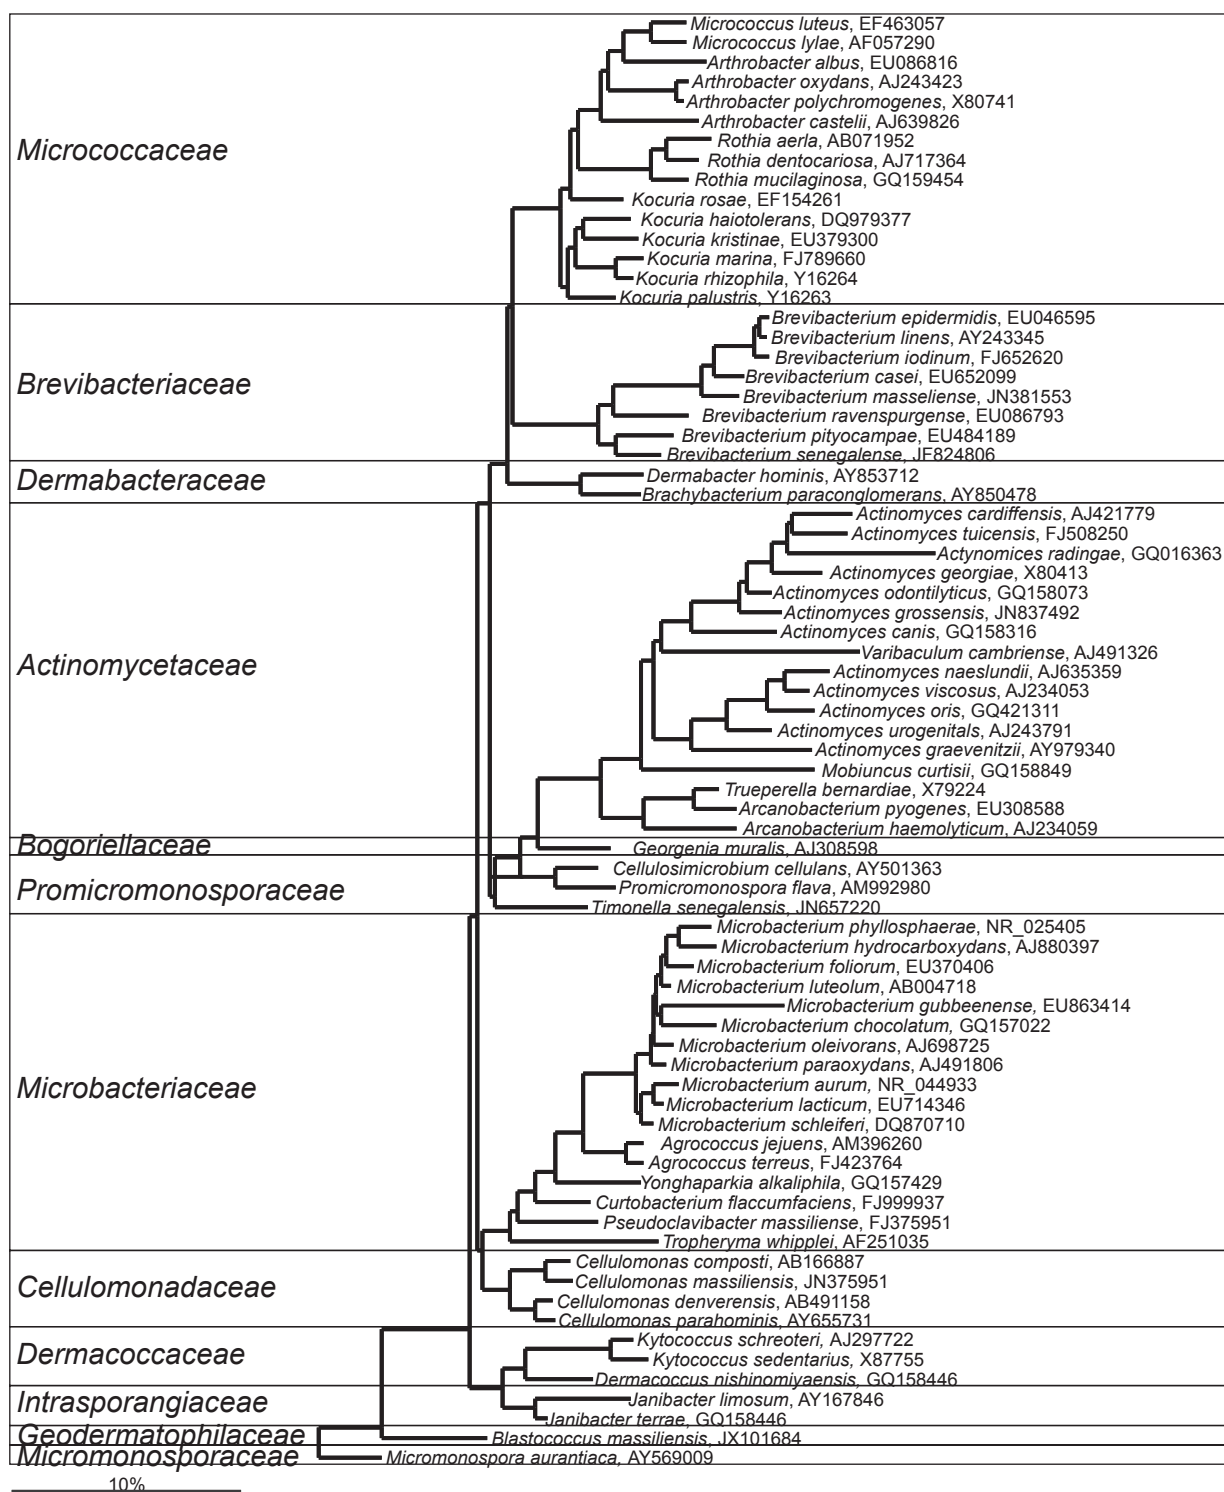 Micrococcus luteus, EF463057
Micrococcus lylae, AF057290
Arthrobacter albus, EU086816
Arthrobacter oxydans, AJ243423
Arthrobacter polychromogenes, X80741
Arthrobacter castelii, AJ639826
Rothia aerla, AB071952
Micrococcaceae
Rothia dentocariosa, AJ717364
Rothia mucilaginosa, GQ159454
Kocuria rosae, EF154261
Kocuria haiotolerans, DQ979377
Kocuria kristinae, EU379300
Kocuria marina, FJ789660
Kocuria rhizophila, Y16264
Kocuria palustris, Y16263
Brevibacterium epidermidis, EU046595
Brevibacterium linens, AY243345
Brevibacterium iodinum, FJ652620
Brevibacteriaceae
Brevibacterium casei, EU652099
Brevibacterium masseliense, JN381553
Brevibacterium ravenspurgense, EU086793
Brevibacterium pityocampae, EU484189
Brevibacterium senegalense, JF824806
Dermabacteraceae
Dermabacter hominis, AY853712
Brachybacterium paraconglomerans, AY850478
Actinomyces cardiffensis, AJ421779
Actinomyces tuicensis, FJ508250
Actynomices radingae, GQ016363
Actinomyces georgiae, X80413
Actinomyces odontilyticus, GQ158073
Actinomyces grossensis, JN837492
Actinomyces canis, GQ158316
Varibaculum cambriense, AJ491326
Actinomycetaceae
Actinomyces naeslundii, AJ635359
Actinomyces viscosus, AJ234053
Actinomyces oris, GQ421311
Actinomyces urogenitals, AJ243791
Actinomyces graevenitzii, AY979340
Mobiuncus curtisii, GQ158849
Trueperella bernardiae, X79224
Arcanobacterium pyogenes, EU308588
Arcanobacterium haemolyticum, AJ234059
Bogoriellaceae
Georgenia muralis, AJ308598
Cellulosimicrobium cellulans, AY501363
Promicromonosporaceae
Promicromonospora flava, AM992980
Timonella senegalensis, JN657220
Microbacterium phyllosphaerae, NR_025405
Microbacterium hydrocarboxydans, AJ880397
Microbacterium foliorum, EU370406
Microbacterium luteolum, AB004718
Microbacterium gubbeenense, EU863414
Microbacterium chocolatum, GQ157022
Microbacterium oleivorans, AJ698725
Microbacterium paraoxydans, AJ491806
Microbacteriaceae
Microbacterium aurum, NR_044933
Microbacterium lacticum, EU714346
Microbacterium schleiferi, DQ870710
Agrococcus jejuens, AM396260
Agrococcus terreus, FJ423764
Yonghaparkia alkaliphila, GQ157429
Curtobacterium flaccumfaciens, FJ999937
Pseudoclavibacter massiliense, FJ375951
Tropheryma whipplei, AF251035
Cellulomonas composti, AB166887
Cellulomonadaceae
Cellulomonas massiliensis, JN375951
Cellulomonas denverensis, AB491158
Cellulomonas parahominis, AY655731
Kytococcus schreoteri, AJ297722
Dermacoccaceae
Kytococcus sedentarius, X87755
Dermacoccus nishinomiyaensis, GQ158446
Intrasporangiaceae
Janibacter limosum, AY167846
Janibacter terrae, GQ158446
Geodermatophilaceae
Blastococcus massiliensis, JX101684
Micromonosporaceae
Micromonospora aurantiaca, AY569009
10%